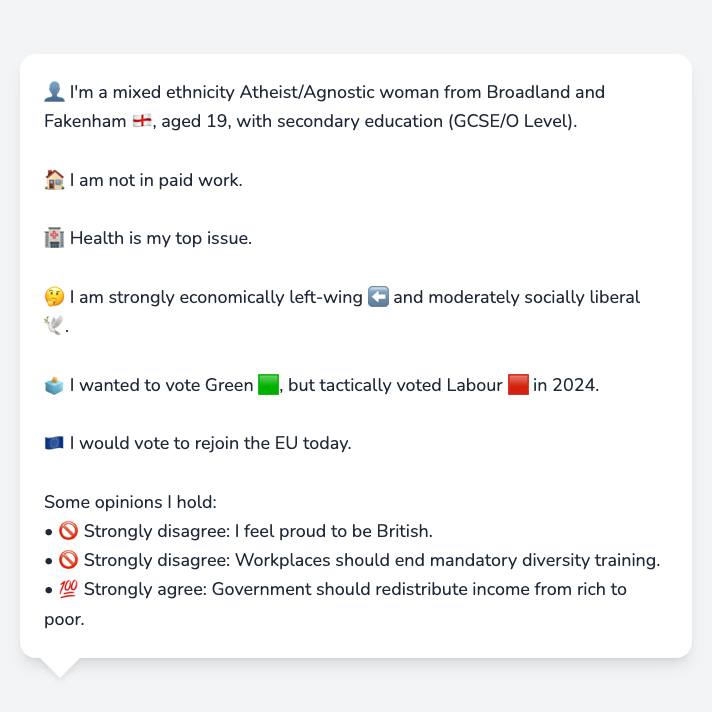 👤 I'm a mixed ethnicity Atheist/Agnostic woman from Broadland and
Fakenham 🏴󠁧󠁢󠁥󠁮󠁧󠁿, aged 19, with secondary education (GCSE/O Level).
🏠 I am not in paid work.
🏥 Health is my top issue.
🤔 I am strongly economically left-wing ⬅️ and moderately socially liberal
🕊️.
🗳️ I wanted to vote Green 🟩, but tactically voted Labour 🟥 in 2024.
🇪🇺 I would vote to rejoin the EU today.
Some opinions I hold:
• 🚫 Strongly disagree: I feel proud to be British.
• 🚫 Strongly disagree: Workplaces should end mandatory diversity training.
• 💯 Strongly agree: Government should redistribute income from rich to
poor.